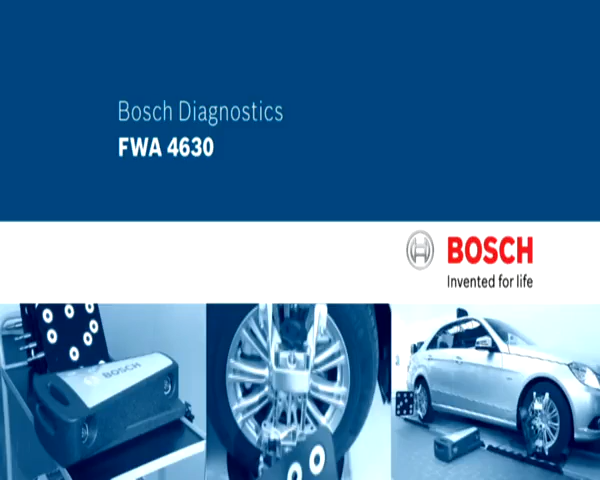 Bosch Diagnostics
FWA 4630
BOSCH
Invented for life
BOSCH